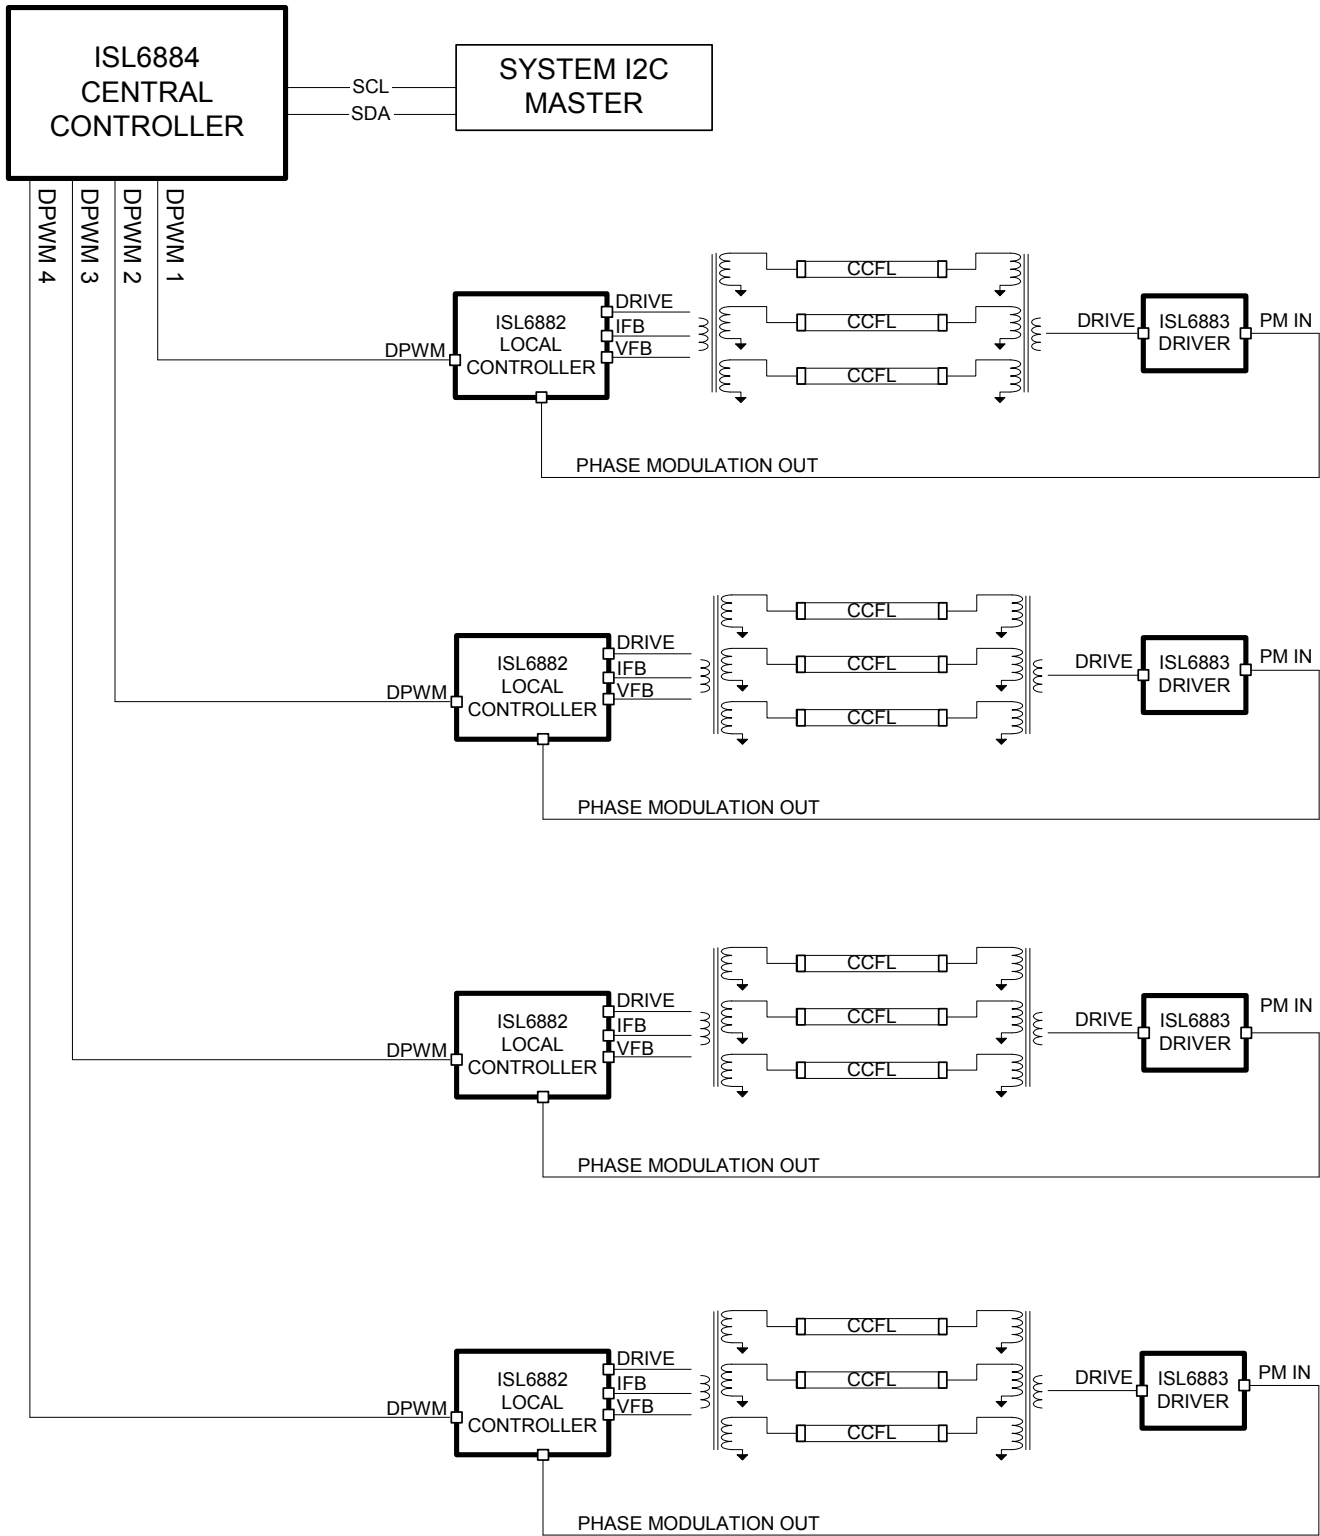 ISL6884
CENTRAL
CONTROLLER
SCL
SDA
SYSTEM I2C
MASTER
DPWM 4
DPWM 3
DPWM 2
DPWM 1
DPWM
ISL6882
LOCAL
CONTROLLER
DRIVE
IFB
VFB
CCFL
CCFL
CCFL
DRIVE
ISL6883
DRIVER
PM IN
PHASE MODULATION OUT
DPWM
ISL6882
LOCAL
CONTROLLER
DRIVE
IFB
VFB
CCFL
CCFL
CCFL
DRIVE
ISL6883
DRIVER
PM IN
PHASE MODULATION OUT
DPWM
ISL6882
LOCAL
CONTROLLER
DRIVE
IFB
VFB
CCFL
CCFL
CCFL
DRIVE
ISL6883
DRIVER
PM IN
PHASE MODULATION OUT
DPWM
ISL6882
LOCAL
CONTROLLER
DRIVE
IFB
VFB
CCFL
CCFL
CCFL
DRIVE
ISL6883
DRIVER
PM IN
PHASE MODULATION OUT